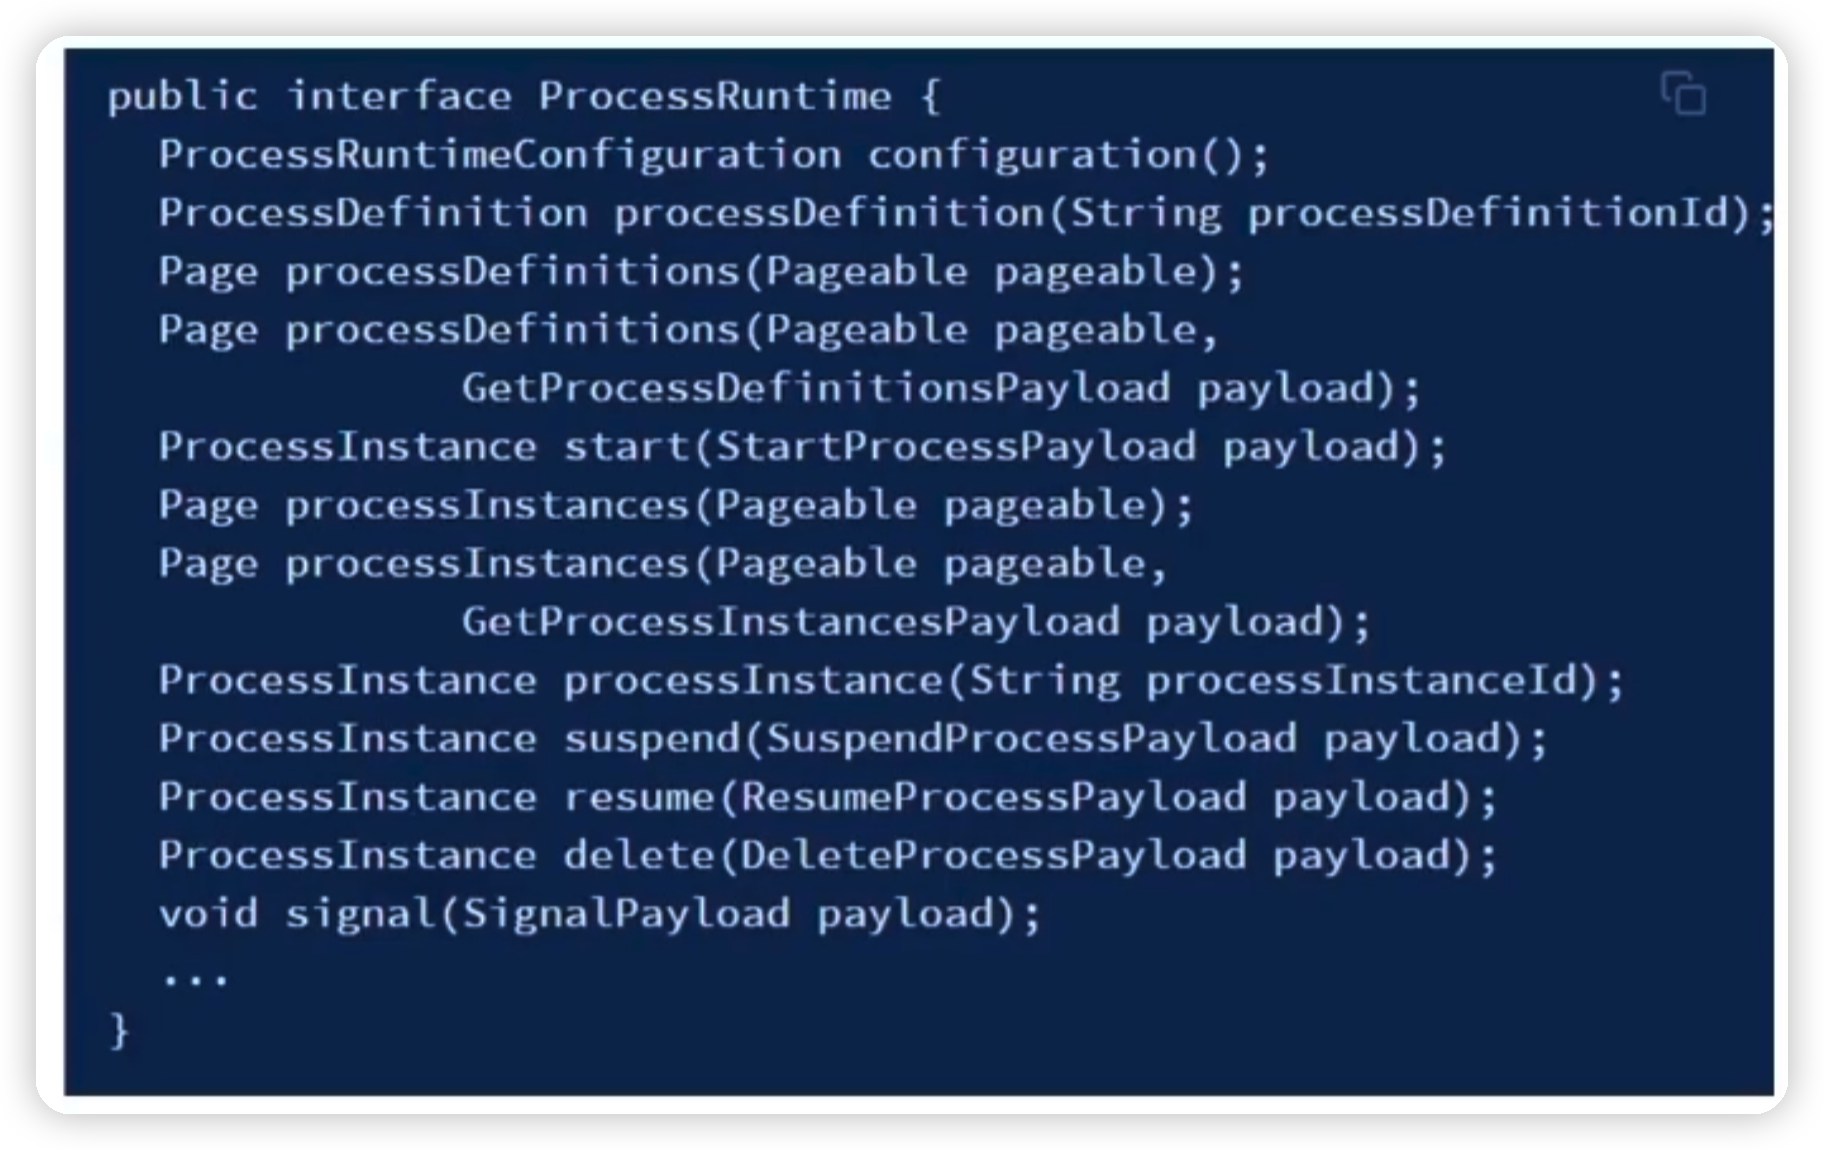 public interface ProcessRuntime {
  ProcessRuntimeConfiguration configuration();
  ProcessDefinition processDefinition(String processDefinitionId);
  Page processDefinitions(Pageable pageable);
  Page processDefinitions(Pageable pageable,
              GetProcessDefinitionsPayload payload);
  ProcessInstance start(StartProcessPayload payload);
  Page processInstances(Pageable pageable);
  Page processInstances(Pageable pageable,
              GetProcessInstancesPayload payload);
  ProcessInstance processInstance(String processInstanceId);
  ProcessInstance suspend(SuspendProcessPayload payload);
  ProcessInstance resume(ResumeProcessPayload payload);
  ProcessInstance delete(DeleteProcessPayload payload);
  void signal(SignalPayload payload);
  ...
}